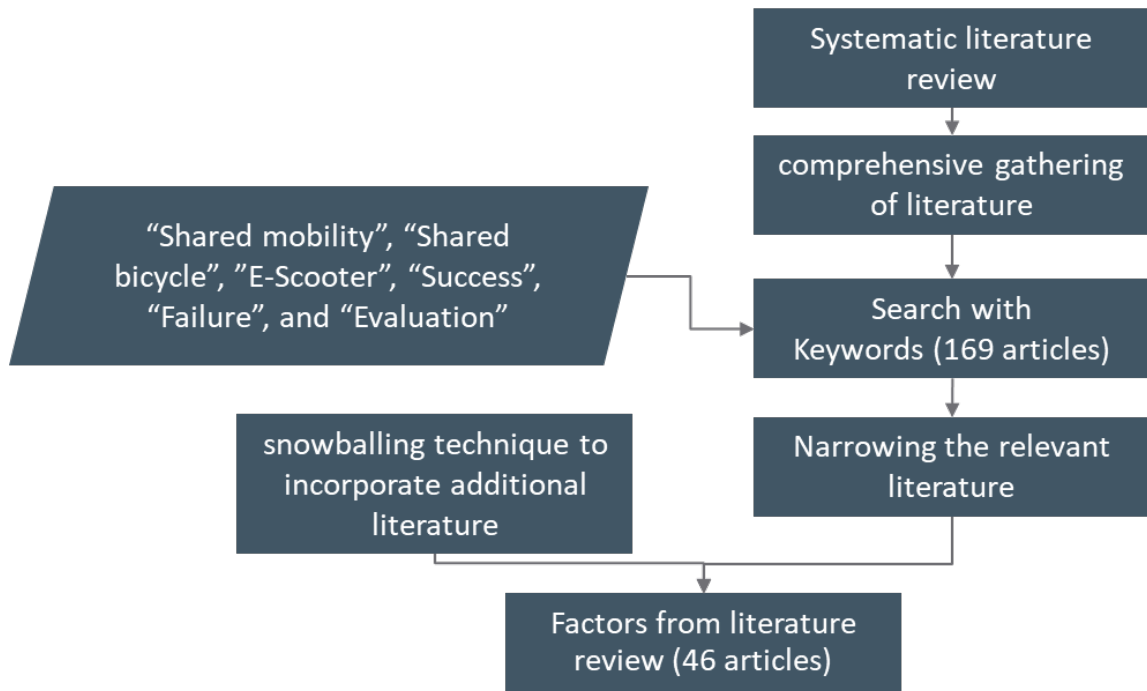 Systematic literature
review
comprehensive gathering
of literature
“Shared mobility”, “Shared
bicycle”, ”E-Scooter”, “Success”,
“Failure”, and “Evaluation”
Search with
Keywords (169 articles)
snowballing technique to
incorporate additional
literature
Narrowing the relevant
literature
Factors from literature
review (46 articles)